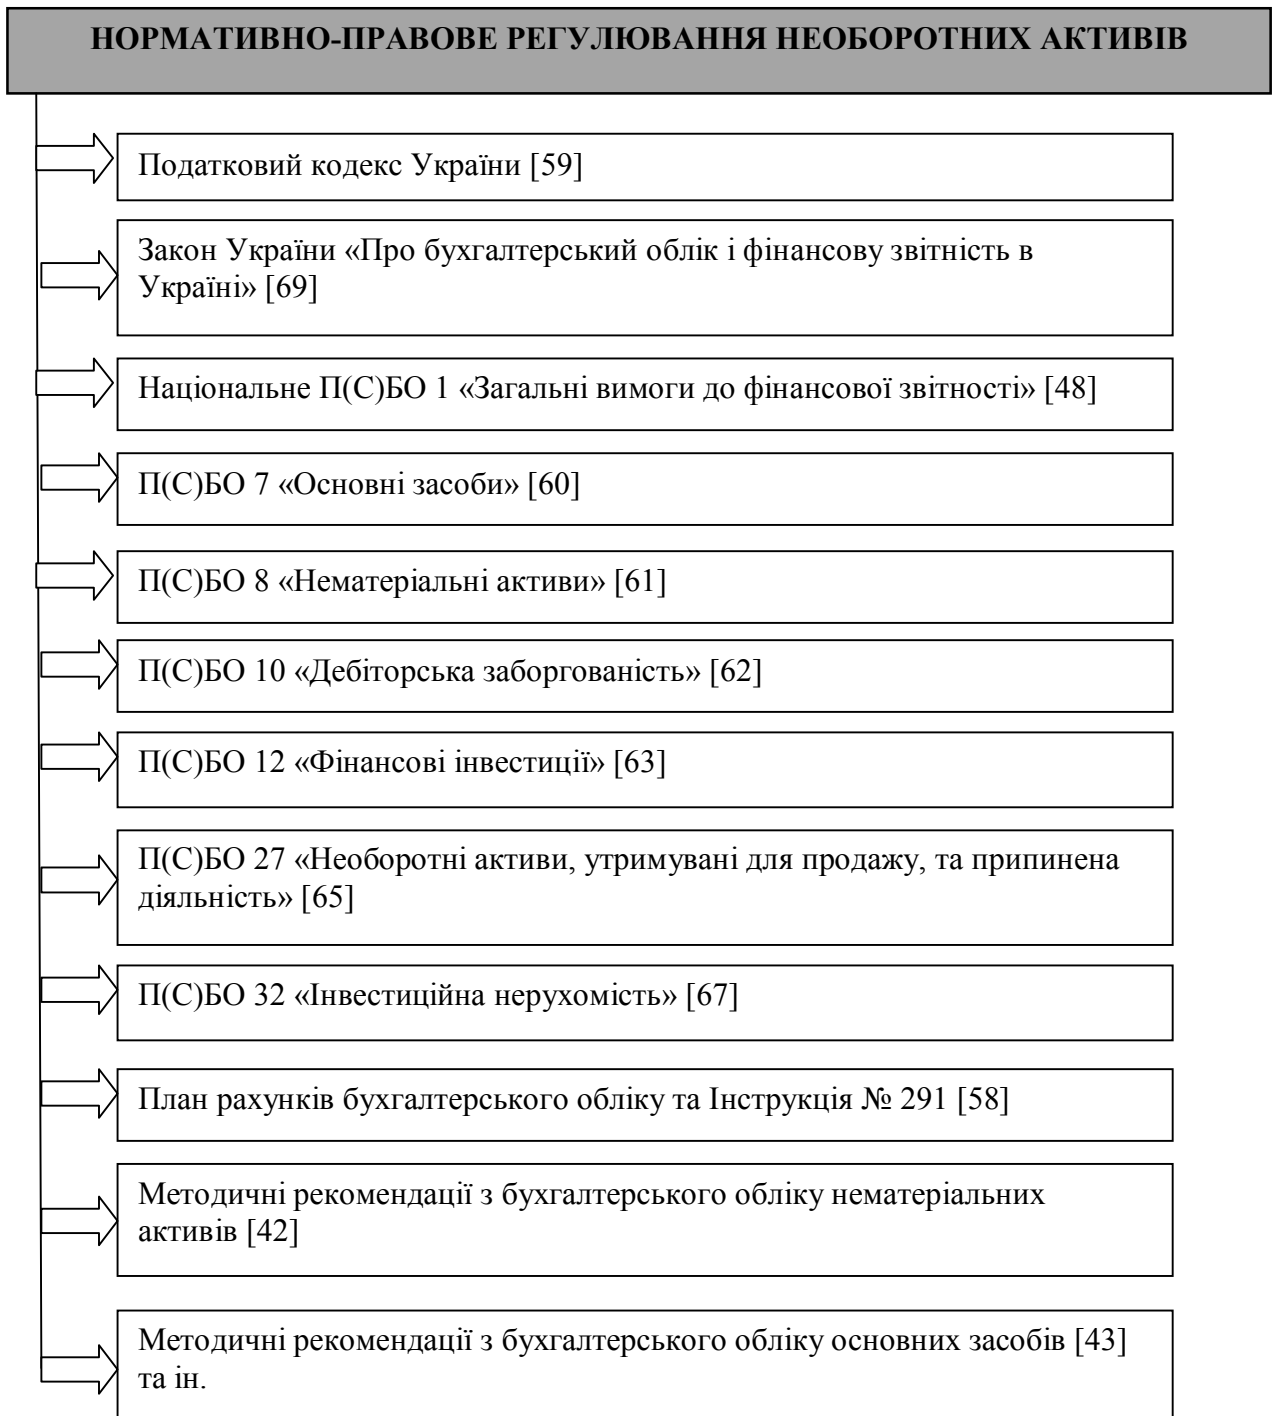 НОРМАТИВНО-ПРАВОВЕ РЕГУЛЮВАННЯ НЕОБОРОТНИХ АКТИВІВ
Податковий кодекс України [59]
Закон України «Про бухгалтерський облік і фінансову звітність в
Україні» [69]
Національне П(С)БО 1 «Загальні вимоги до фінансової звітності» [48]
П(С)БО 7 «Основні засоби» [60]
П(С)БО 8 «Нематеріальні активи» [61]
П(С)БО 10 «Дебіторська заборгованість» [62]
П(С)БО 12 «Фінансові інвестиції» [63]
П(С)БО 27 «Необоротні активи, утримувані для продажу, та припинена
діяльність» [65]
П(С)БО 32 «Інвестиційна нерухомість» [67]
План рахунків бухгалтерського обліку та Інструкція № 291 [58]
Методичні рекомендації з бухгалтерського обліку нематеріальних
активів [42]
Методичні рекомендації з бухгалтерського обліку основних засобів [43]
та ін.